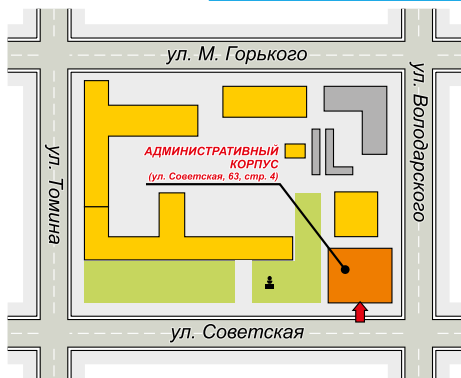 ул. М. Горького
ул. Володарского
АДМИНИСТРАТИВНЫЙ
КОРПУС
(ул. Советская, 63, стр. 4)
ул. Томина
ул. Советская